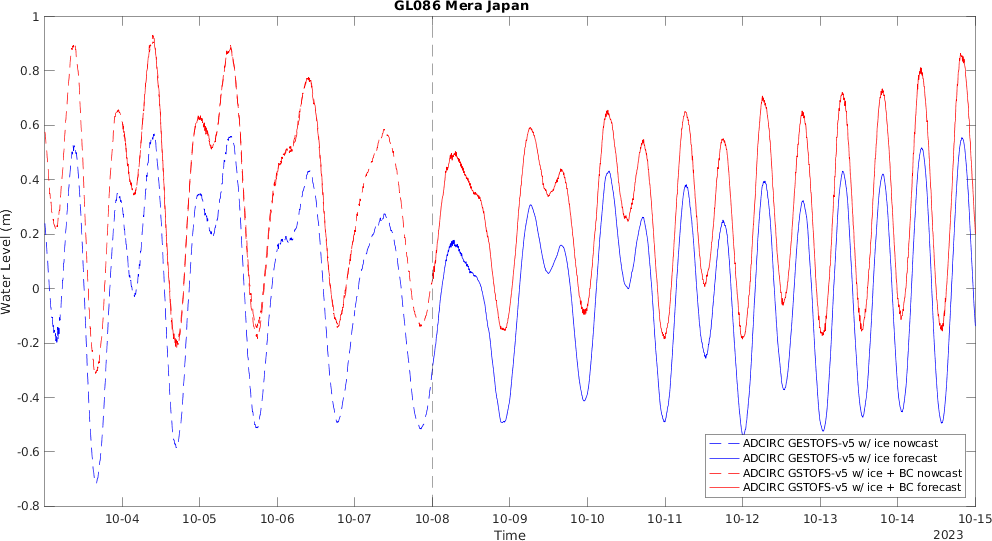 GL086 Mera Japan
Water Level (m)
1
0.8
0.6
0.4
0.2
0
-0.2
-0.4
-0.6
-0.8
ADCIRC GESTOFS-v5 w/ ice nowcast
ADCIRC GESTOFS-v5 w/ ice forecast
ADCIRC GSTOFS-v5 w/ ice + BC nowcast
ADCIRC GSTOFS-v5 w/ ice + BC forecast
10-04 10-05 10-06 10-07 10-08 10-09 10-10 10-11 10-12 10-13 10-14 10-15
Time
2023